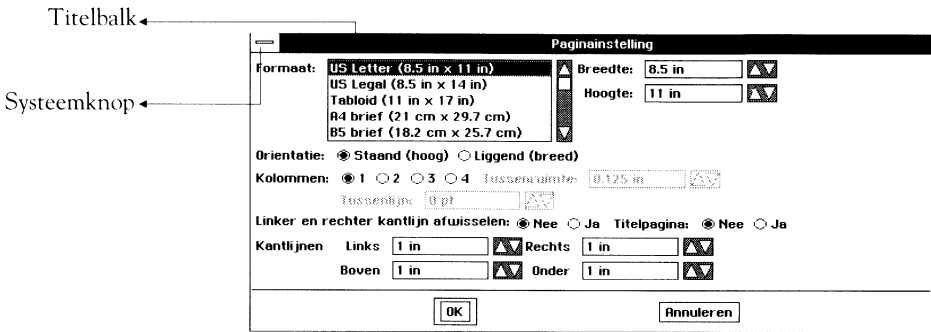 Titelbalk
Paginainstelling
Formaat: US Letter (8.5 in x 11 in) Breedte: 8.5 in
US Legal (8.5 in x 14 in) Hoogte: 11 in
Systeemknop Tabloid (11 in x 17 in)
A4 brief (21 cm x 29.7 cm)
B5 brief (18.2 cm x 25.7 cm)
Orientatie: Staand (hoog) Liggend (breed)
Kolommen: 1 2 3 4 Tussenruimte: 0.125 in
Tussenlijn: 0 pt
Linker en rechter kantlijn afwisselen: Nee Ja Titelpagina: Nee Ja
Kantlijnen Links 1 in Rechts 1 in
Boven 1 in Onder 1 in
OK Annuleren